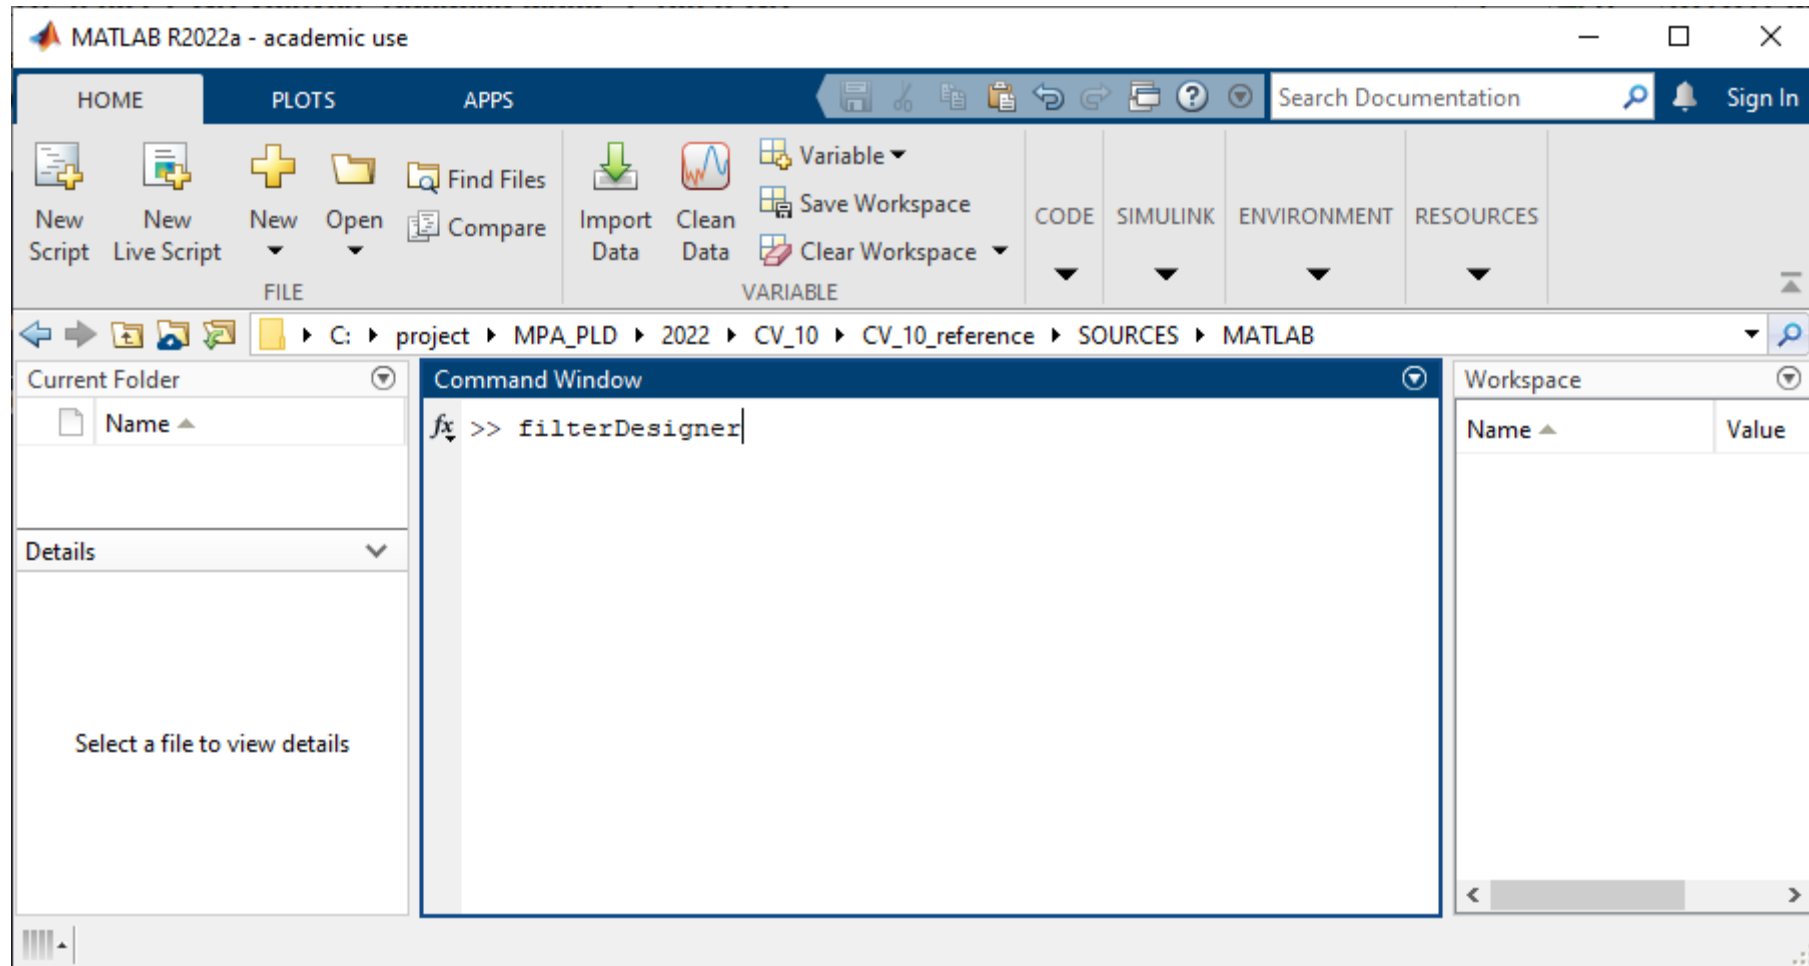 MATLAB R2022a - academic use
HOME PLOTS APPS Search Documentation Sign In
New Script
New Live Script
New
Open
Find Files
Compare
FILE
Import Data
Clean Data
Variable
Save Workspace
Clear Workspace
VARIABLE
CODE
SIMULINK
ENVIRONMENT
RESOURCES
C: project MPA_PLD 2022 CV_10 CV_10_reference SOURCES MATLAB
Current Folder
Name
Details
Select a file to view details
Command Window
fx >> filterDesigner
Workspace
Name Value